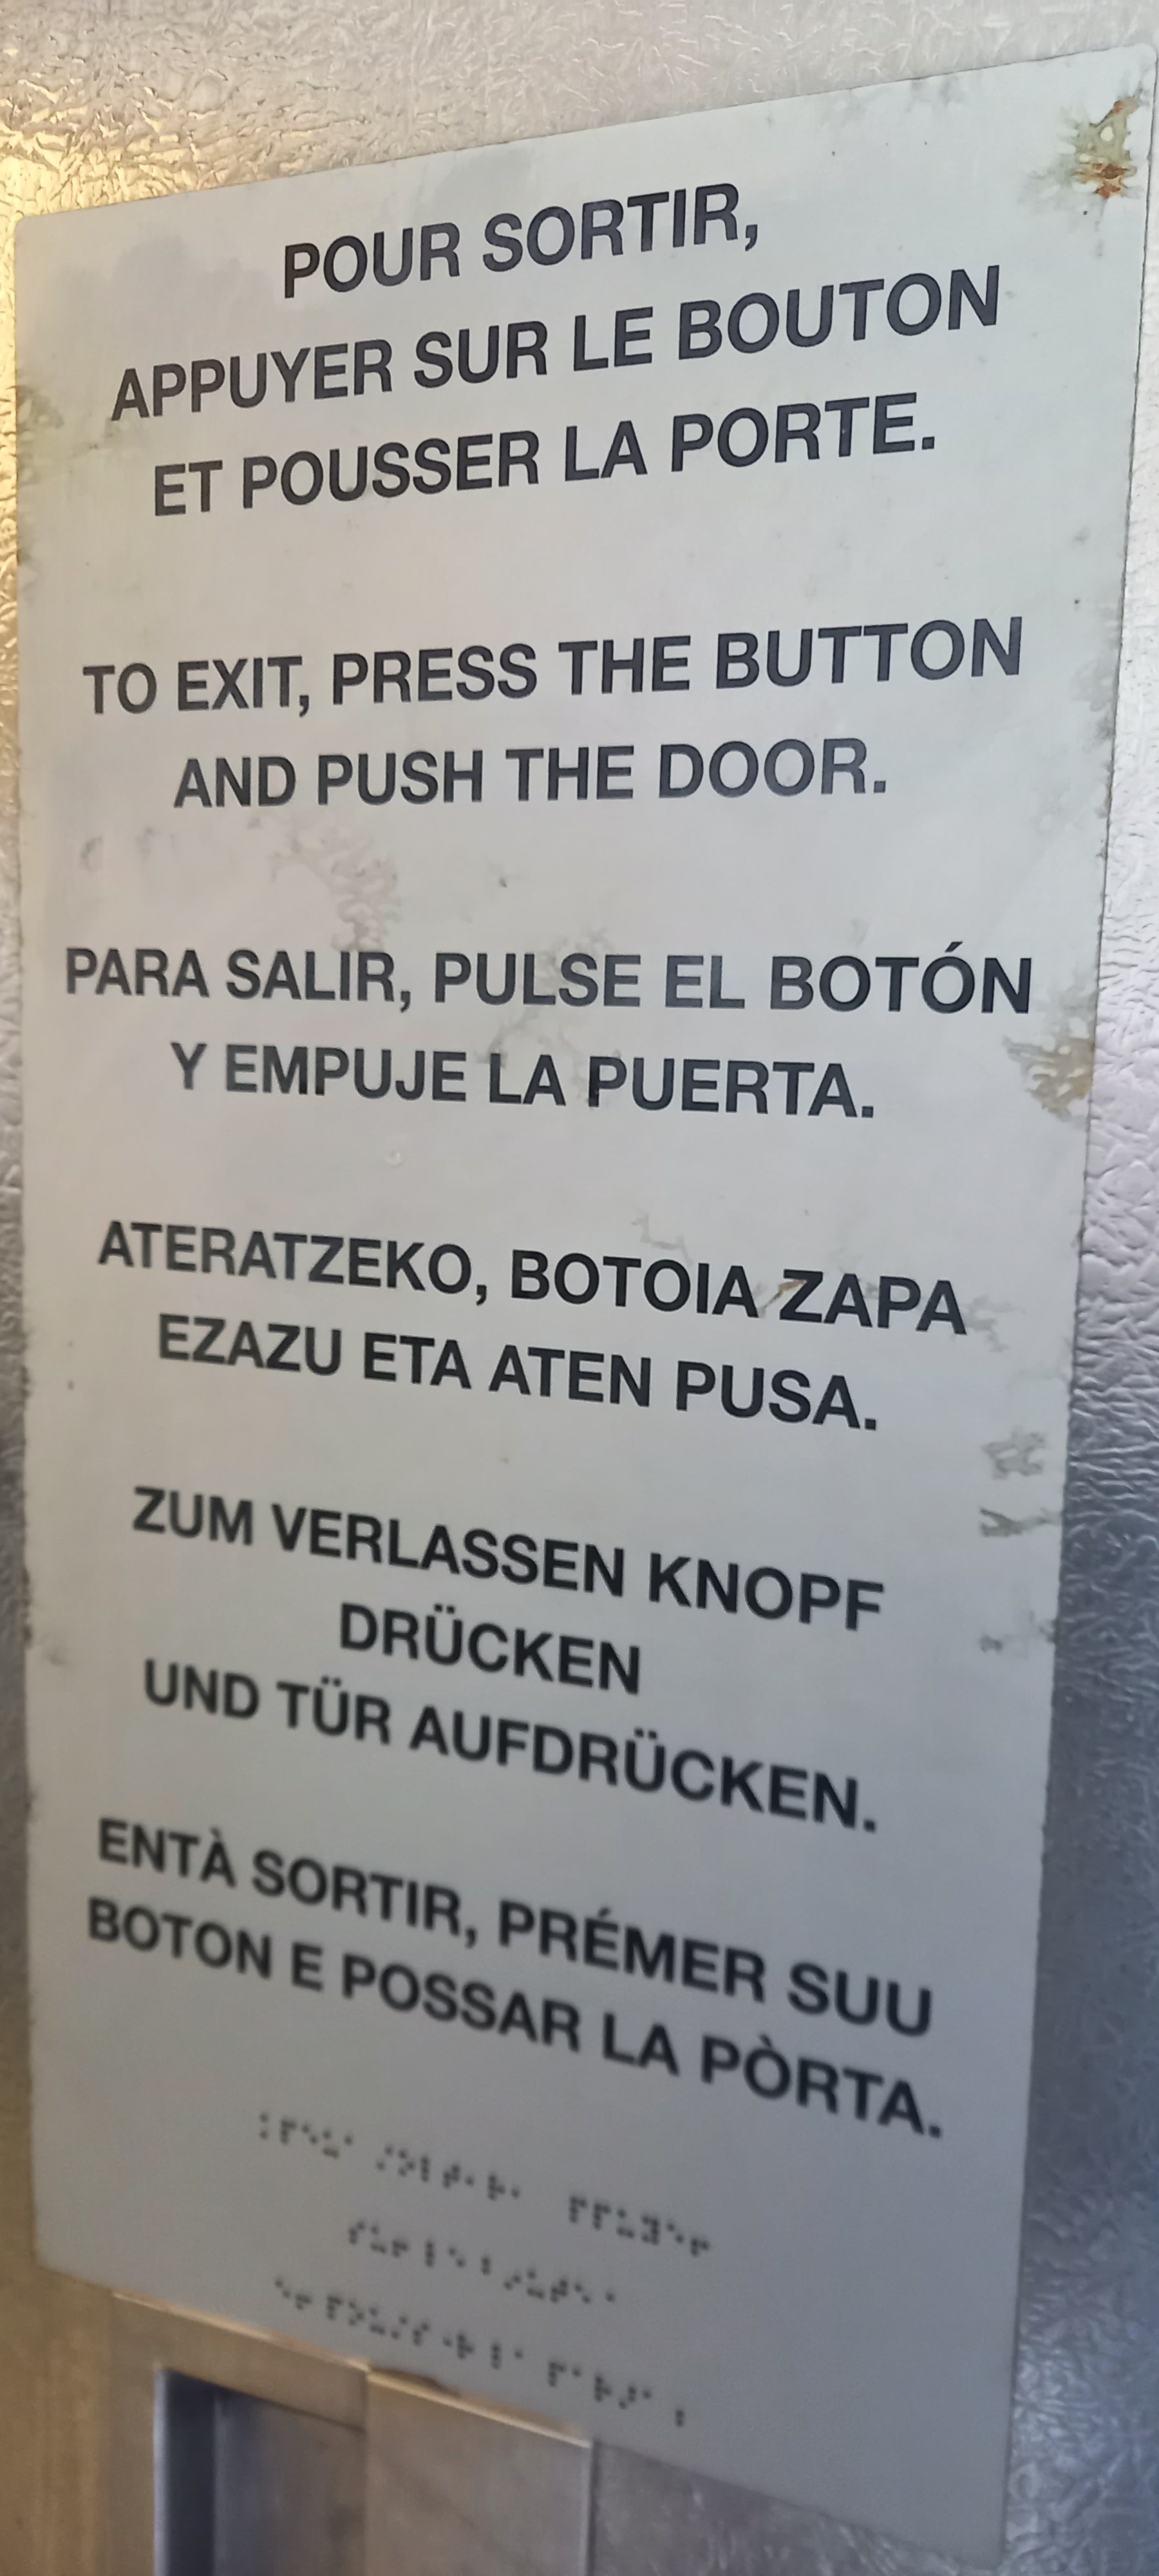 POUR SORTIR,
APPUYER SUR LE BOUTON
ET POUSSER LA PORTE.
TO EXIT, PRESS THE BUTTON
AND PUSH THE DOOR.
PARA SALIR, PULSE EL BOTÓN
Y EMPUJE LA PUERTA.
ATERATZEKO, BOTOIA ZAPA
EZAZU ETA ATEN PUSA.
ZUM VERLASSEN KNOPF
DRÜCKEN
UND TÜR AUFDRÜCKEN.
ENTÀ SORTIR, PRÉMER SUU
BOTON E POSSAR LA PÒRTA.